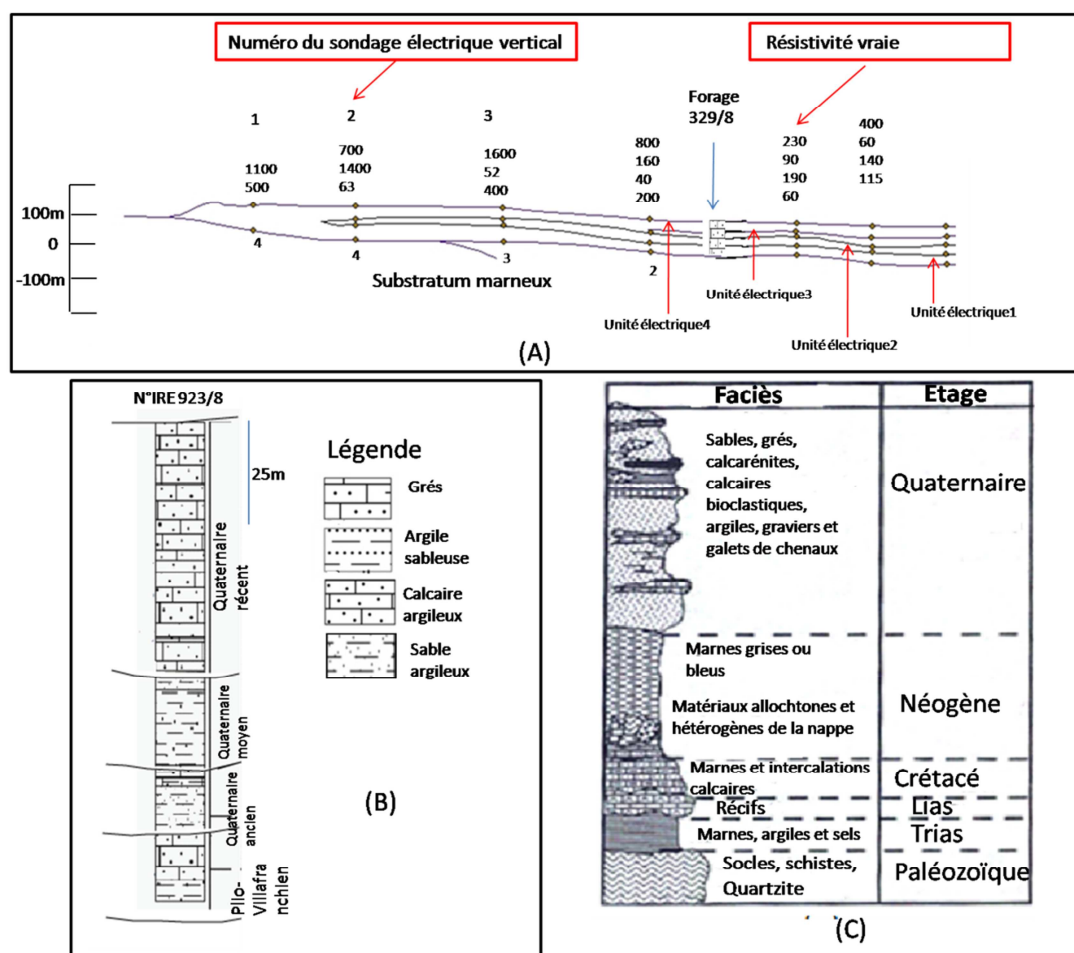 Numéro du sondage électrique vertical
Résistivité vraie
1
2
3
Forage
329/8
1100
500
700
1400
63
1600
52
400
800
160
40
200
230
90
190
60
400
60
140
115
100m
0
-100m
4
4
3
2
Substratum marneux
Unité électrique4
Unité électrique3
Unité électrique2
Unité électrique1
(A)
N°IRE 923/8
25m
Quaternaire
récent
Quaternaire
moyen
Quaternaire
ancien
Plio-
Villafra
nchien
Légende
Grés
Argile
sableuse
Calcaire
argileux
Sable
argileux
(B)
Faciès
Etage
Sables, grés,
calcarénites,
calcaires
bioclastiques,
argiles, graviers et
galets de chenaux
Quaternaire
Marnes grises ou
bleus
Matériaux allochtones et
hétérogènes de la nappe
Néogène
Marnes et intercalations
calcaires
Crétacé
Récifs
Lias
Marnes, argiles et sels
Trias
Socles, schistes,
Quartzite
Paléozoïque
(C)